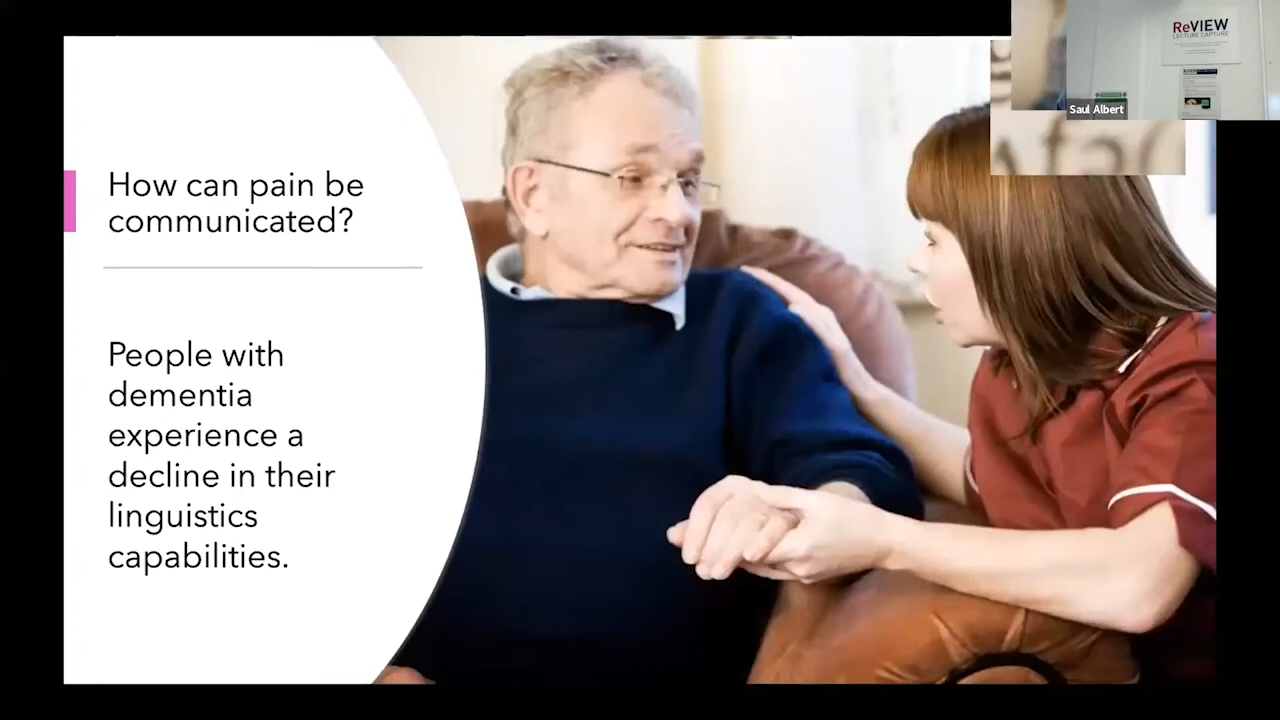 How can pain be
communicated?
People with
dementia
experience a
decline in their
linguistics
capabilities.
ReVIEW
LECTURE CAPTURE
Saul Albert